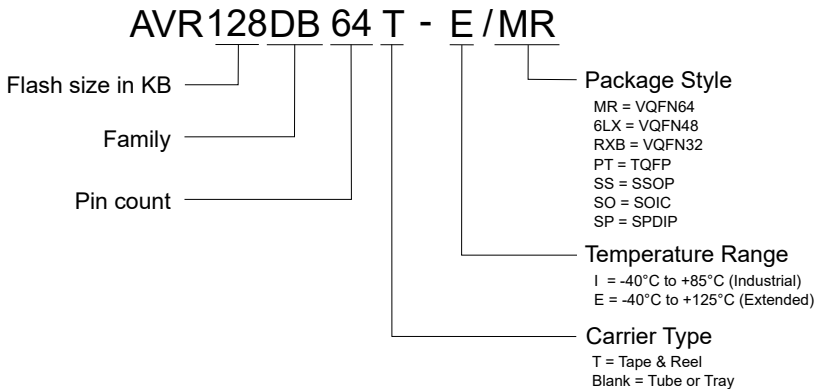 AVR128DB64T - E/MR
Flash size in KB
Family
Pin count
Package Style
MR = VQFN64
6LX = VQFN48
RXB = VQFN32
PT = TQFP
SS = SSOP
SO = SOIC
SP = SPDIP
Temperature Range
I = -40°C to +85°C (Industrial)
E = -40°C to +125°C (Extended)
Carrier Type
T = Tape & Reel
Blank = Tube or Tray